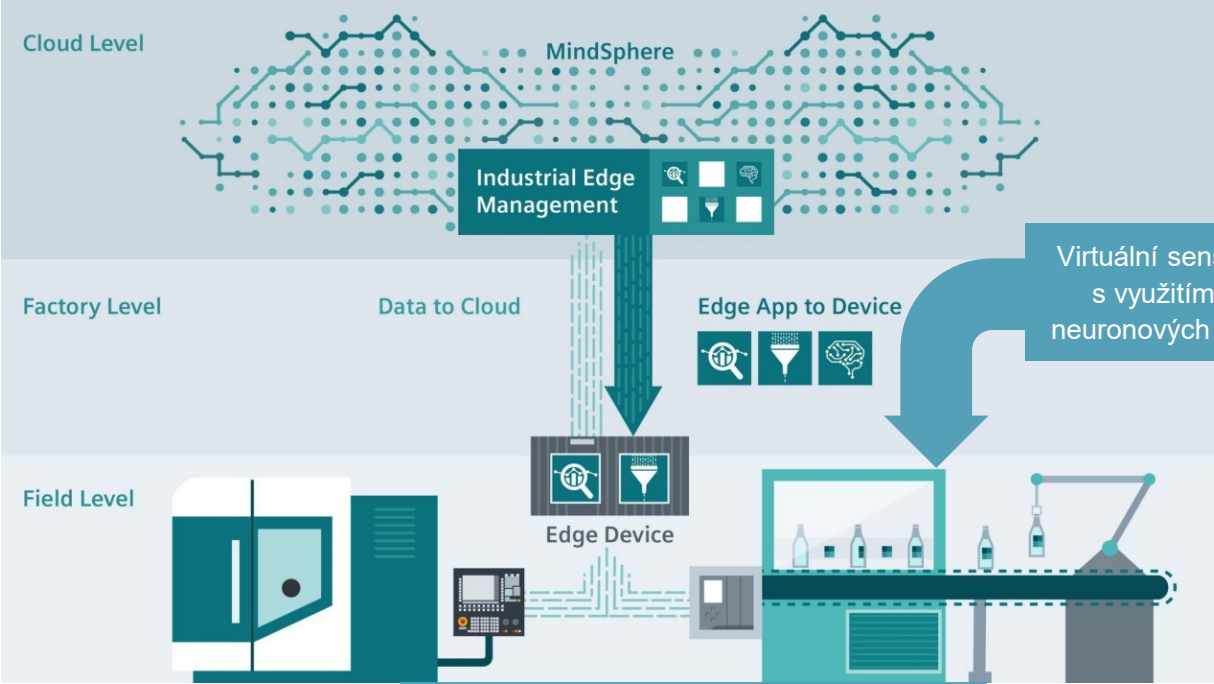 Cloud Level
MindSphere
Industrial Edge
Management
Factory Level
Data to Cloud
Edge App to Device
Virtuální
s využitím
neuronových
Field Level
Edge Device